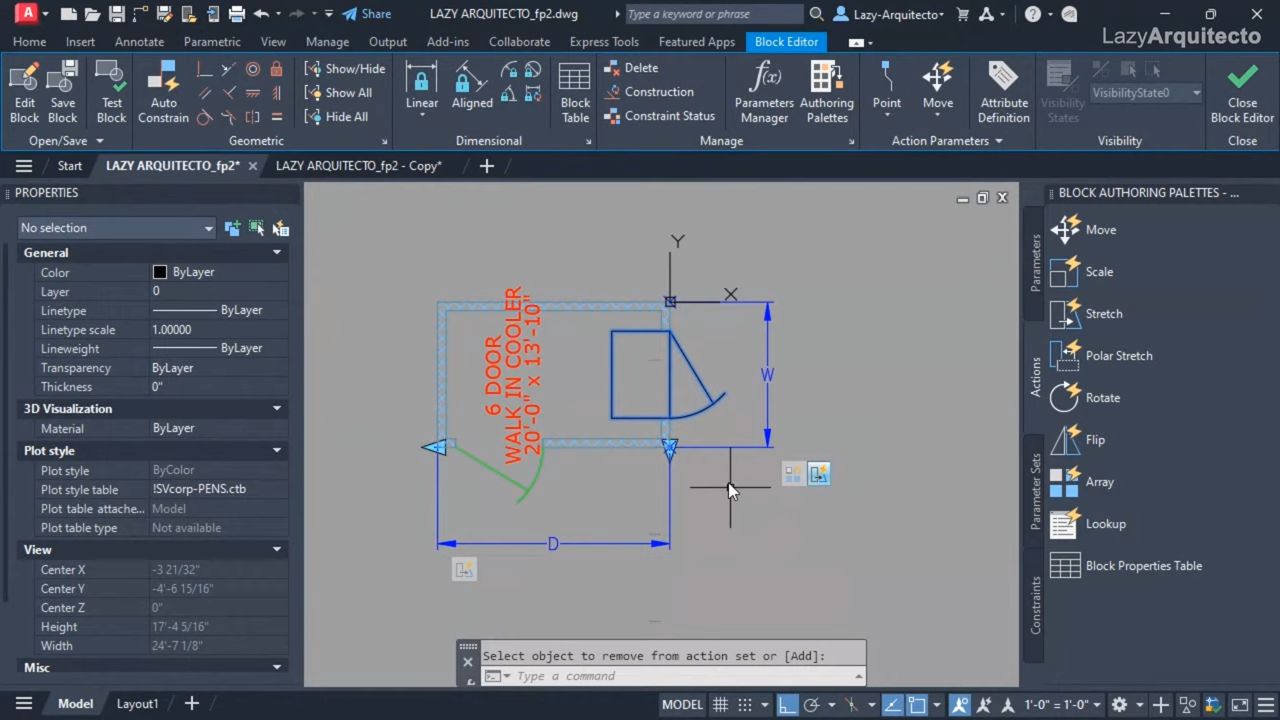 Share
LAZY ARQUITECTO_fp2.dwg
Type a keyword or phrase
Lazy-Arquitecto
Home
Insert
Annotate
Parametric
View
Manage
Output
Add-ins
Collaborate
Express Tools
Featured Apps
Block Editor
LazyArquitecto
Edit Block
Save Block
Test Block
Auto Constrain
Show/Hide
Show All
Hide All
Linear
Aligned
Block Table
Delete
Construction
Constraint Status
f(x)
Parameters Manager
Authoring Palettes
Point
Move
Attribute Definition
Visibility States
VisibilityState0
Close Block Editor
Open/Save
Geometric
Dimensional
Manage
Action Parameters
Visibility
Close
Start
LAZY ARQUITECTO_fp2*
LAZY ARQUITECTO_fp2 - Copy*
PROPERTIES
No selection
General
Color ByLayer
Layer 0
Linetype ByLayer
Linetype scale 1.00000
Lineweight ByLayer
Transparency ByLayer
Thickness 0"
3D Visualization
Material ByLayer
Plot style
Plot style ByColor
Plot style table !SVcorp-PENS.ctb
Plot table attache... Model
Plot table type Not available
View
Center X -3 21/32"
Center Y -4'-6 15/16"
Center Z 0"
Height 17'-4 5/16"
Width 24'-7 1/8"
Misc
Y
X
6 DOOR
WALK IN COOLER
20'-0" x 13'-10"
W
D
BLOCK AUTHORING PALETTES - ...
Parameters
Actions
Parameter Sets
Constraints
Move
Scale
Stretch
Polar Stretch
Rotate
Flip
Array
Lookup
Block Properties Table
Select object to remove from action set or [Add]:
Type a command
Model
Layout1
MODEL
1'-0" = 1'-0"